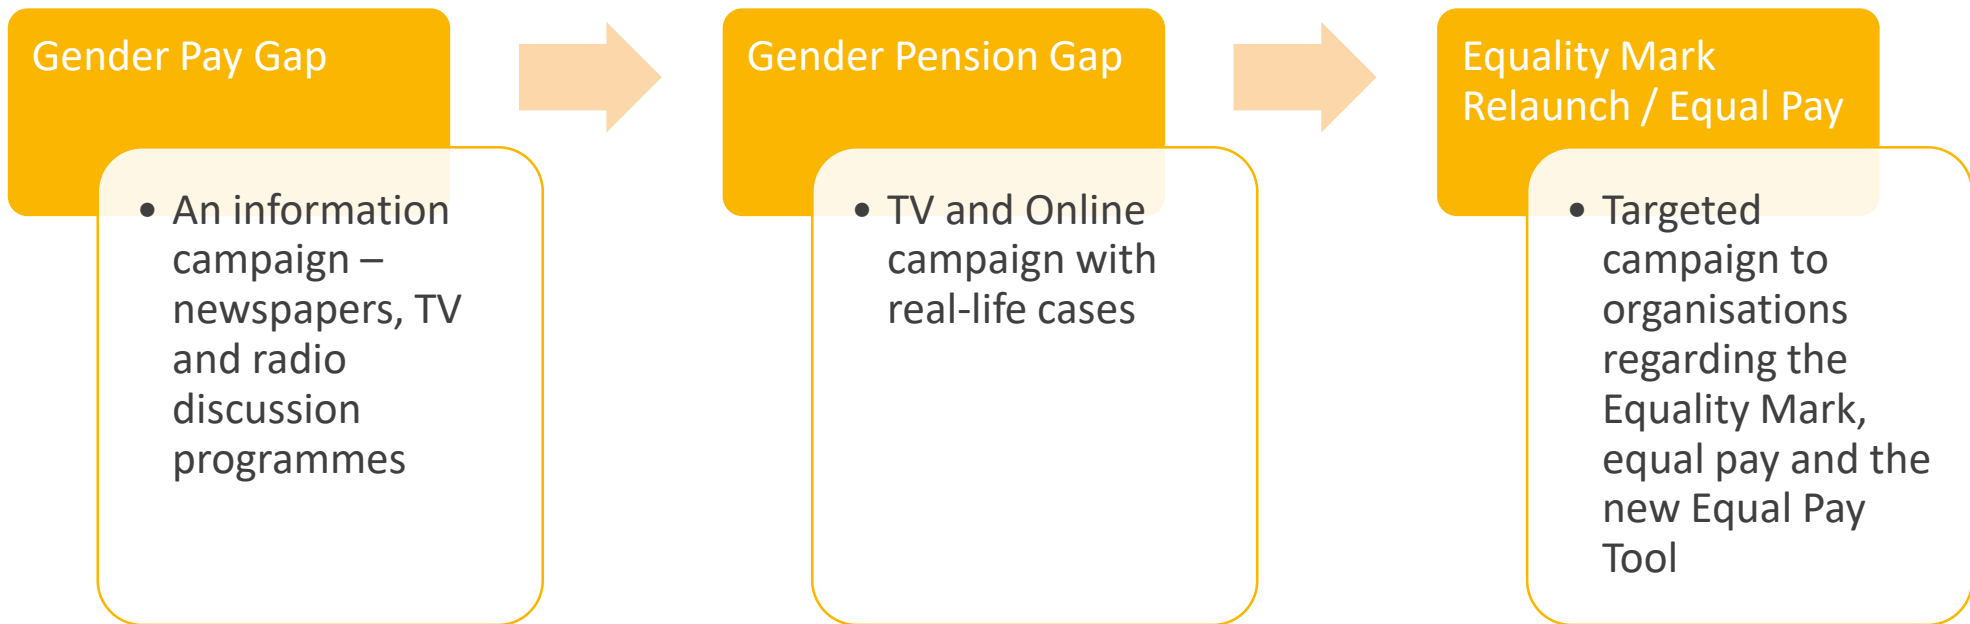 Gender Pay Gap
• An information
campaign –
newspapers, TV
and radio
discussion
programmes
Gender Pension Gap
• TV and Online
campaign with
real-life cases
Equality Mark
Relaunch / Equal Pay
• Targeted
campaign to
organisations
regarding the
Equality Mark,
equal pay and the
new Equal Pay
Tool